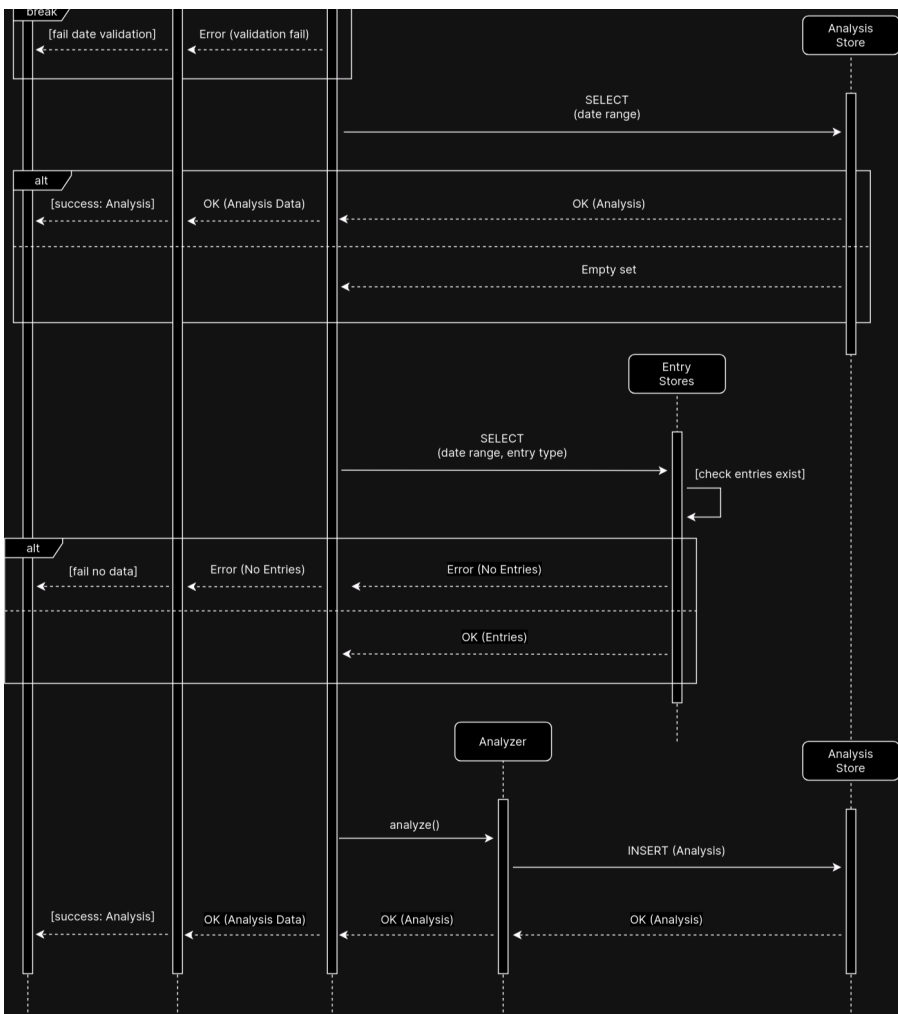 break
[fail date validation]
Error (validation fail)
Analysis
Store
SELECT
(date range)
alt
[success: Analysis]
OK (Analysis Data)
OK (Analysis)
Empty set
Entry
Stores
SELECT
(date range, entry type)
[check entries exist]
alt
[fail no data]
Error (No Entries)
Error (No Entries)
OK (Entries)
Analyzer
Analysis
Store
analyze()
INSERT (Analysis)
[success: Analysis]
OK (Analysis Data)
OK (Analysis)
OK (Analysis)